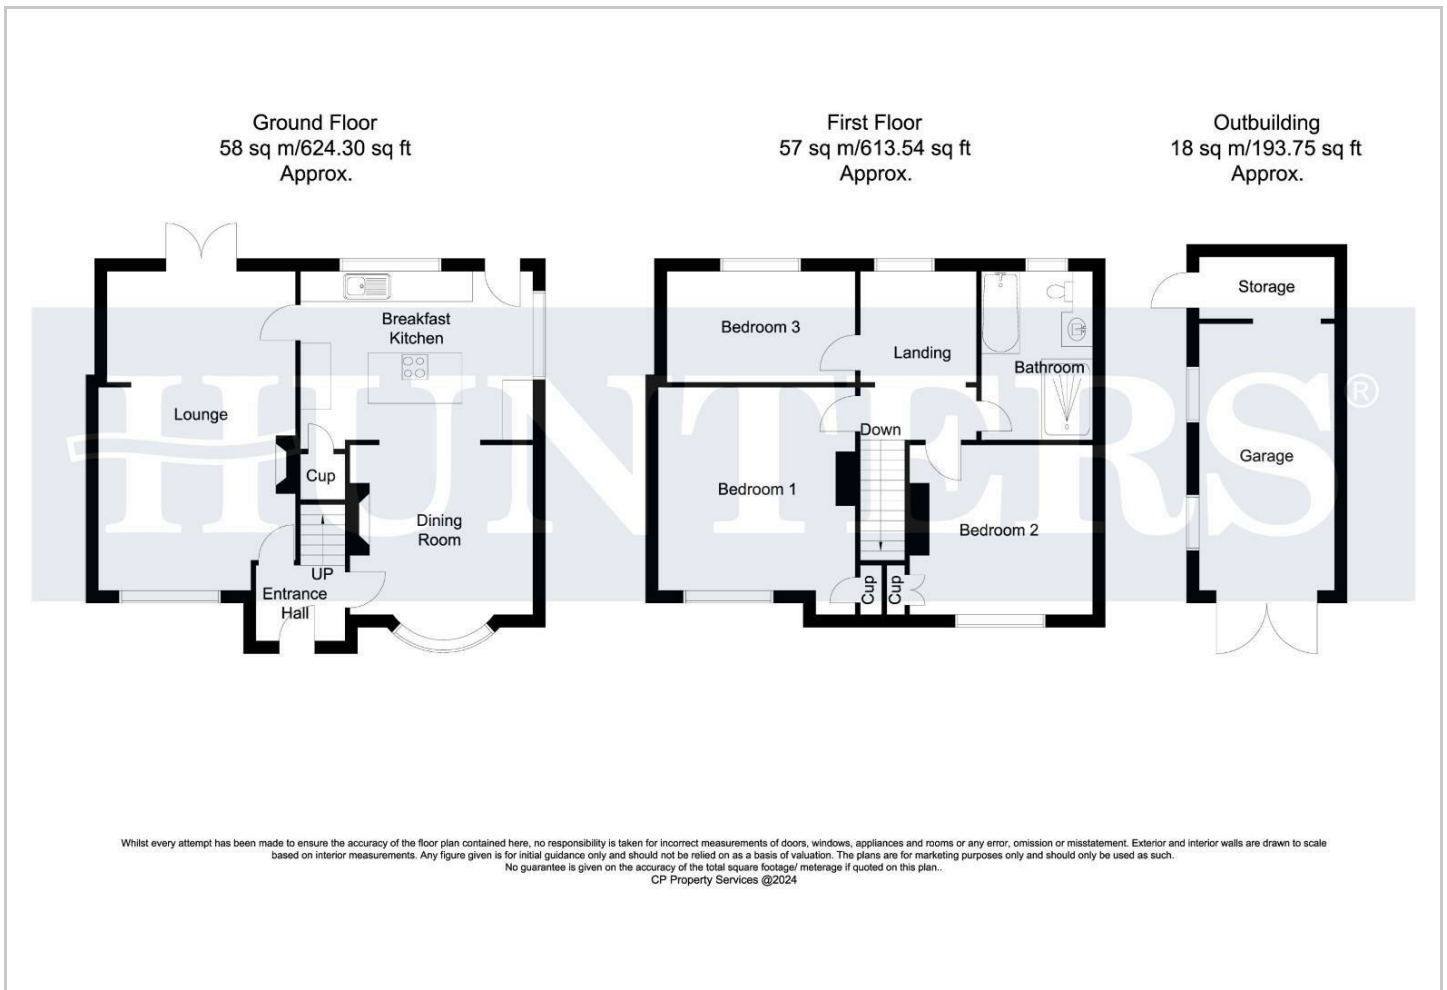 Ground Floor
58 sq m/624.30 sq ft
Approx.
First Floor
57 sq m/613.54 sq ft
Approx.
Outbuilding
18 sq m/193.75 sq ft
Approx.
Breakfast
Kitchen
Lounge
Cup
Dining
Room
UP
Entrance
Hall
Bedroom 3
Landing
Bathroom
Down
Bedroom 1
Bedroom 2
Cup
Cup
Storage
Garage
HUNTERS®
Whilst every attempt has been made to ensure the accuracy of the floor plan contained here, no responsibility is taken for incorrect measurements of doors, windows, appliances and rooms or any error, omission or misstatement. Exterior and interior walls are drawn to scale
based on interior measurements. Any figure given is for initial guidance only and should not be relied on as a basis of valuation. The plans are for marketing purposes only and should only be used as such.
No guarantee is given on the accuracy of the total square footage/ meterage if quoted on this plan..
CP Property Services @2024